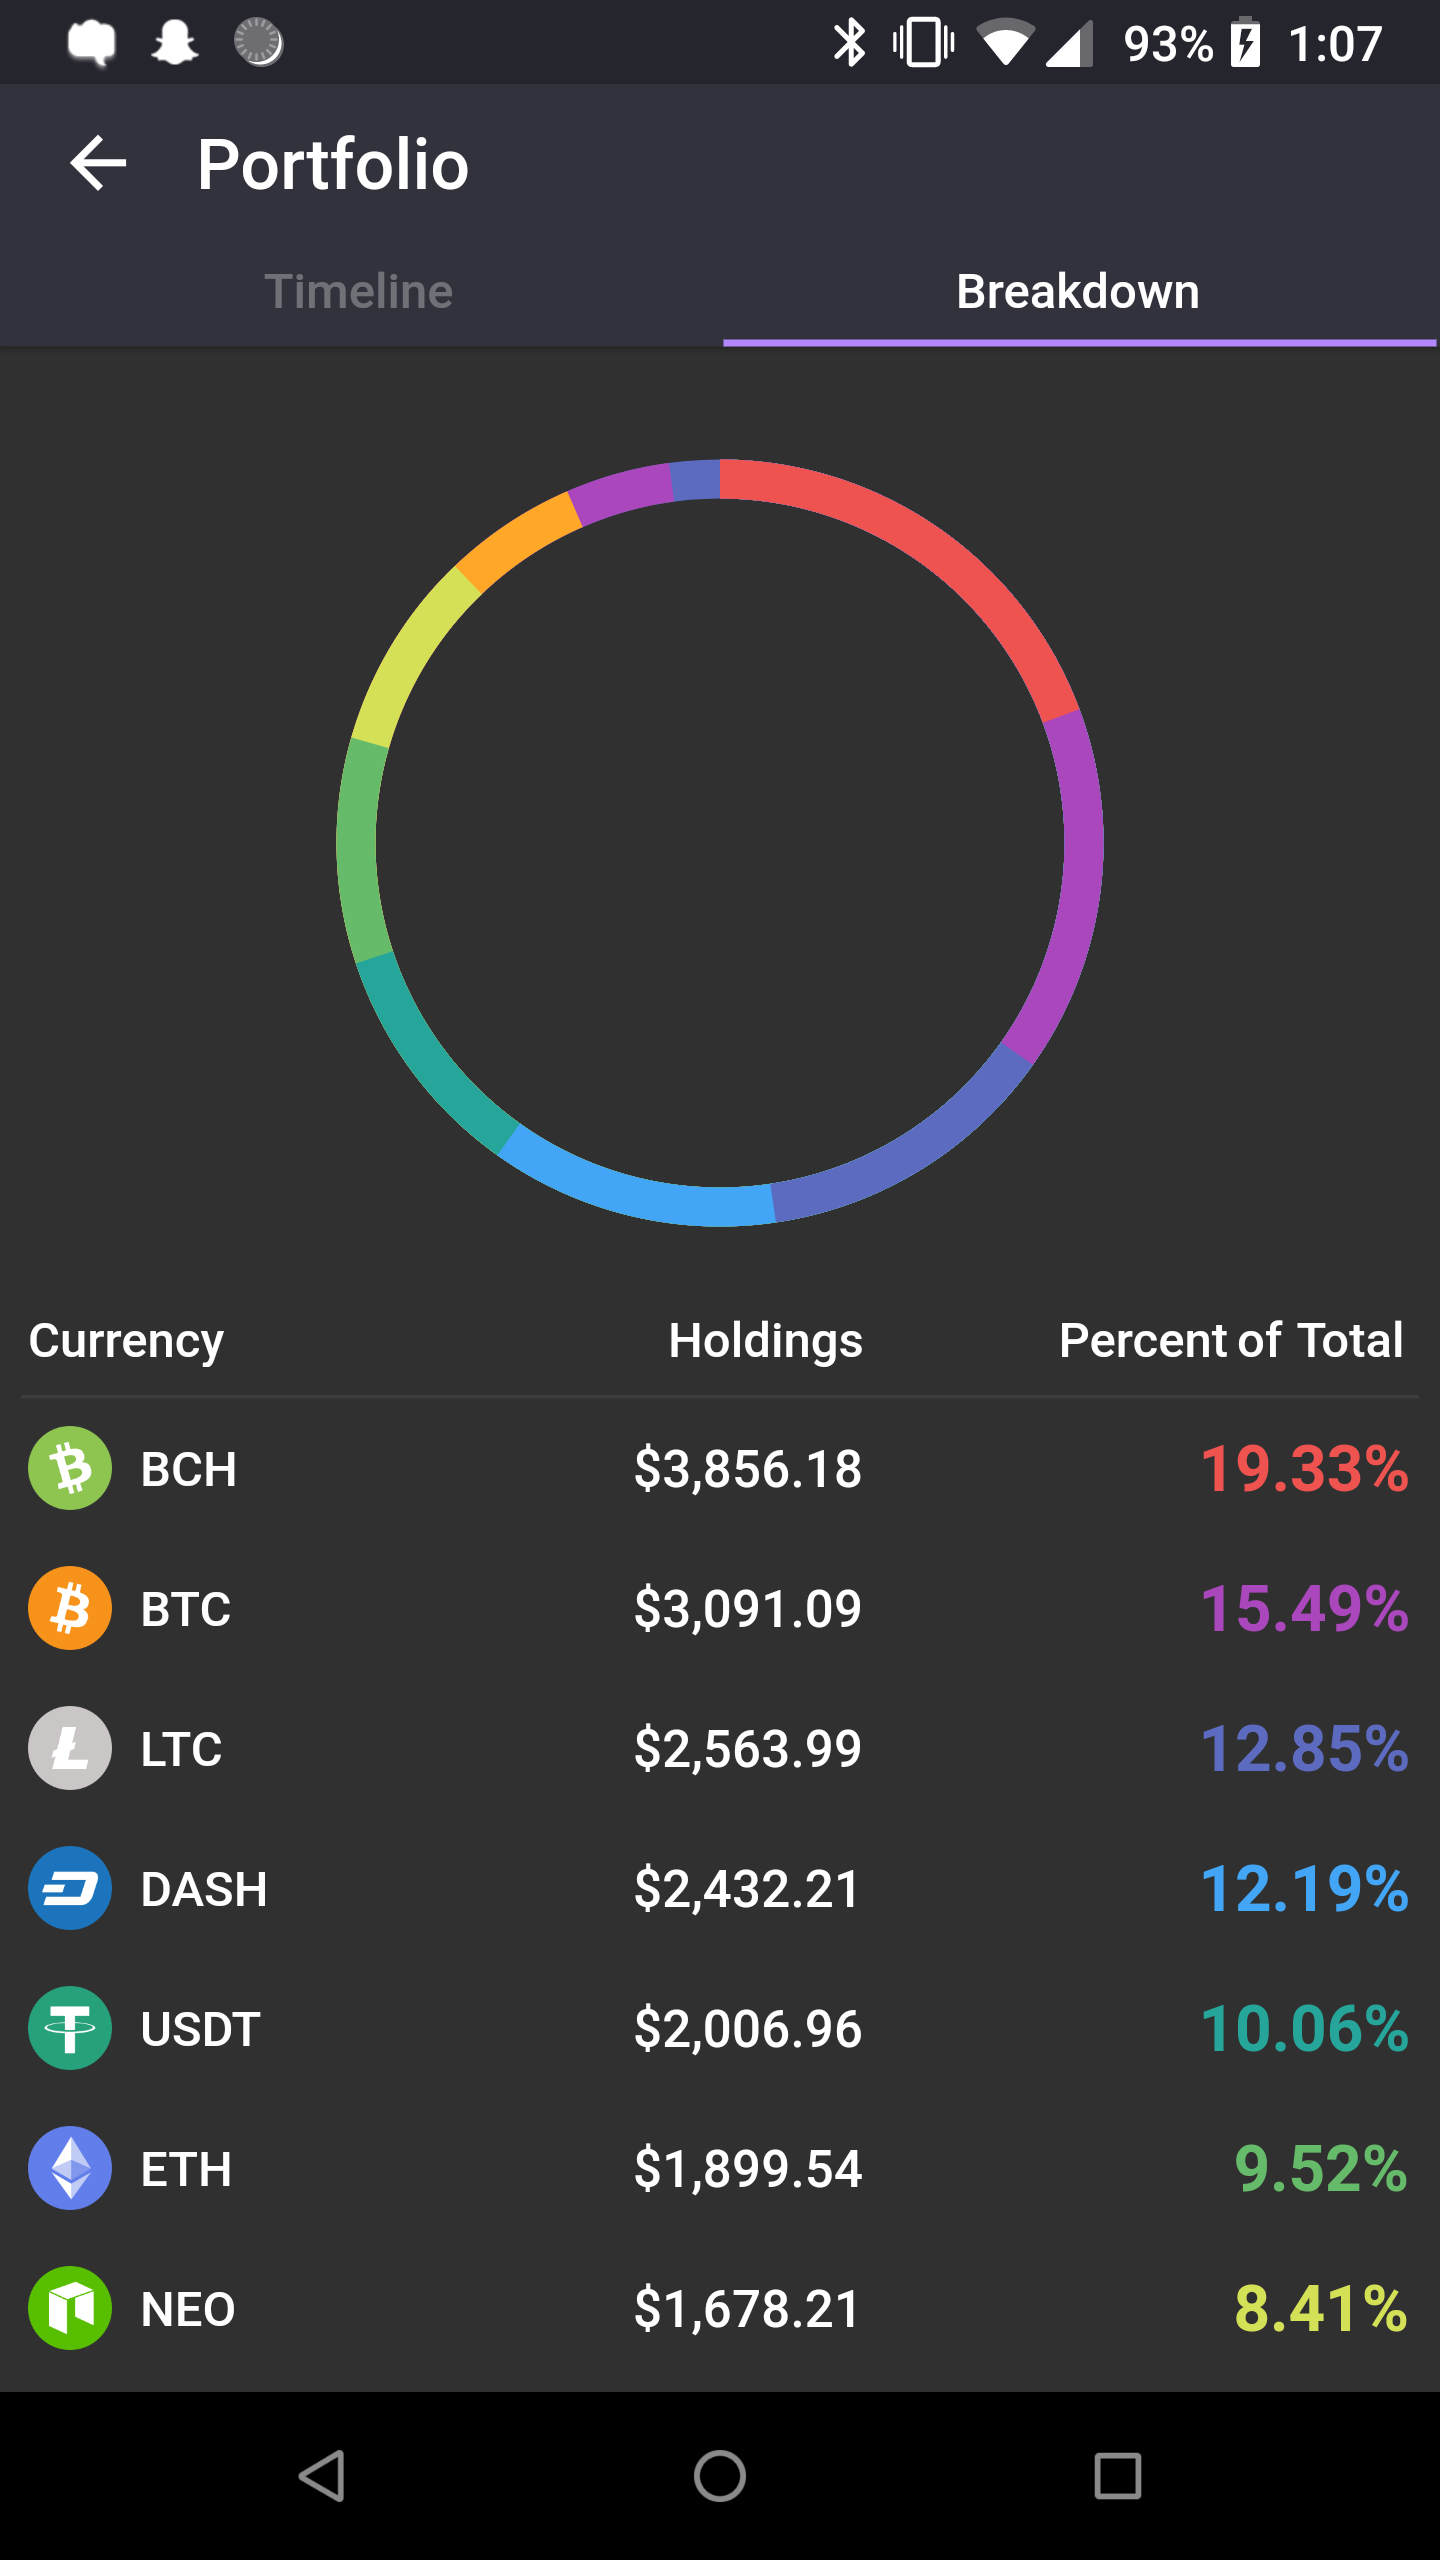 93% 1:07
Portfolio
Timeline Breakdown
Currency Holdings Percent of Total
BCH $3,856.18 19.33%
BTC $3,091.09 15.49%
LTC $2,563.99 12.85%
DASH $2,432.21 12.19%
USDT $2,006.96 10.06%
ETH $1,899.54 9.52%
NEO $1,678.21 8.41%